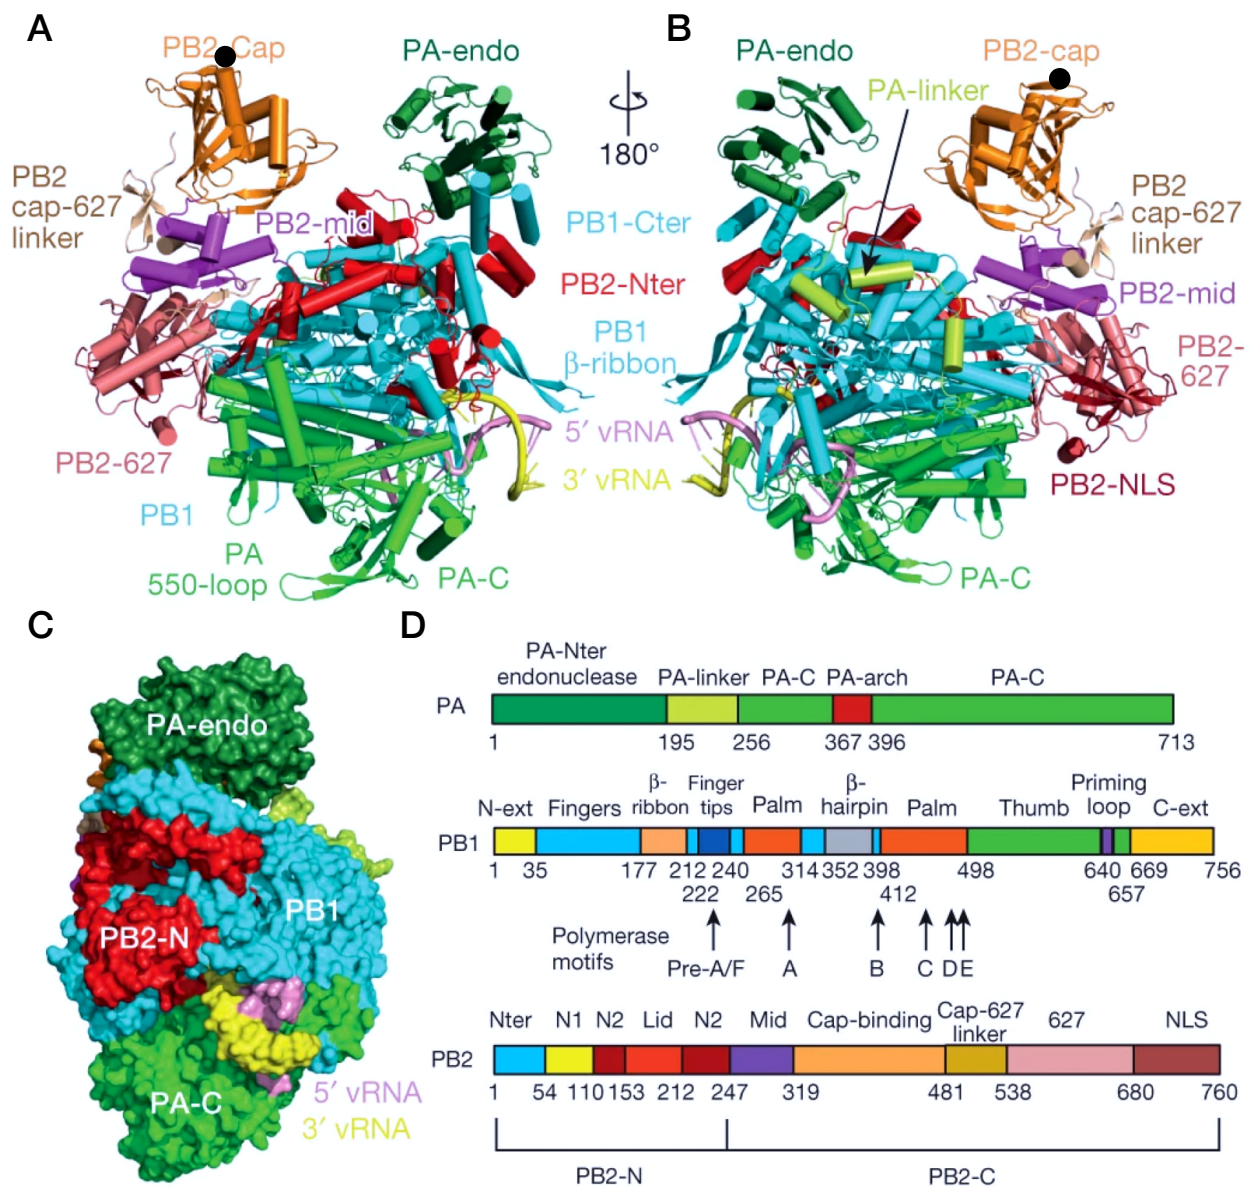 A
B
PB2-Cap
PA-endo
PA-endo
PB2-cap
PA-linker
180°
PB2
cap-627
linker
PB2-mid
PB1-Cter
PB2
cap-627
linker
PB2-Nter
PB2-mid
PB1
β-ribbon
PB2-
627
5′ vRNA
PB2-627
3′ vRNA
PB2-NLS
PB1
PA
550-loop
PA-C
PA-C
C
PA-endo
PB1
PB2-N
PA-C
5′ vRNA
3′ vRNA
D
PA-Nter
endonuclease PA-linker PA-C PA-arch PA-C
PA
1 195 256 367 396 713
β- Finger β- Priming
N-ext Fingers ribbon tips Palm hairpin Palm Thumb loop C-ext
PB1
1 35 177 212 240 314 352 398 498 640 669 756
222 265 412 657
Polymerase
motifs
Pre-A/F A B C D E
Nter N1 N2 Lid N2 Mid Cap-binding Cap-627 627 NLS
linker
PB2
1 54 110 153 212 247 319 481 538 680 760
PB2-N PB2-C